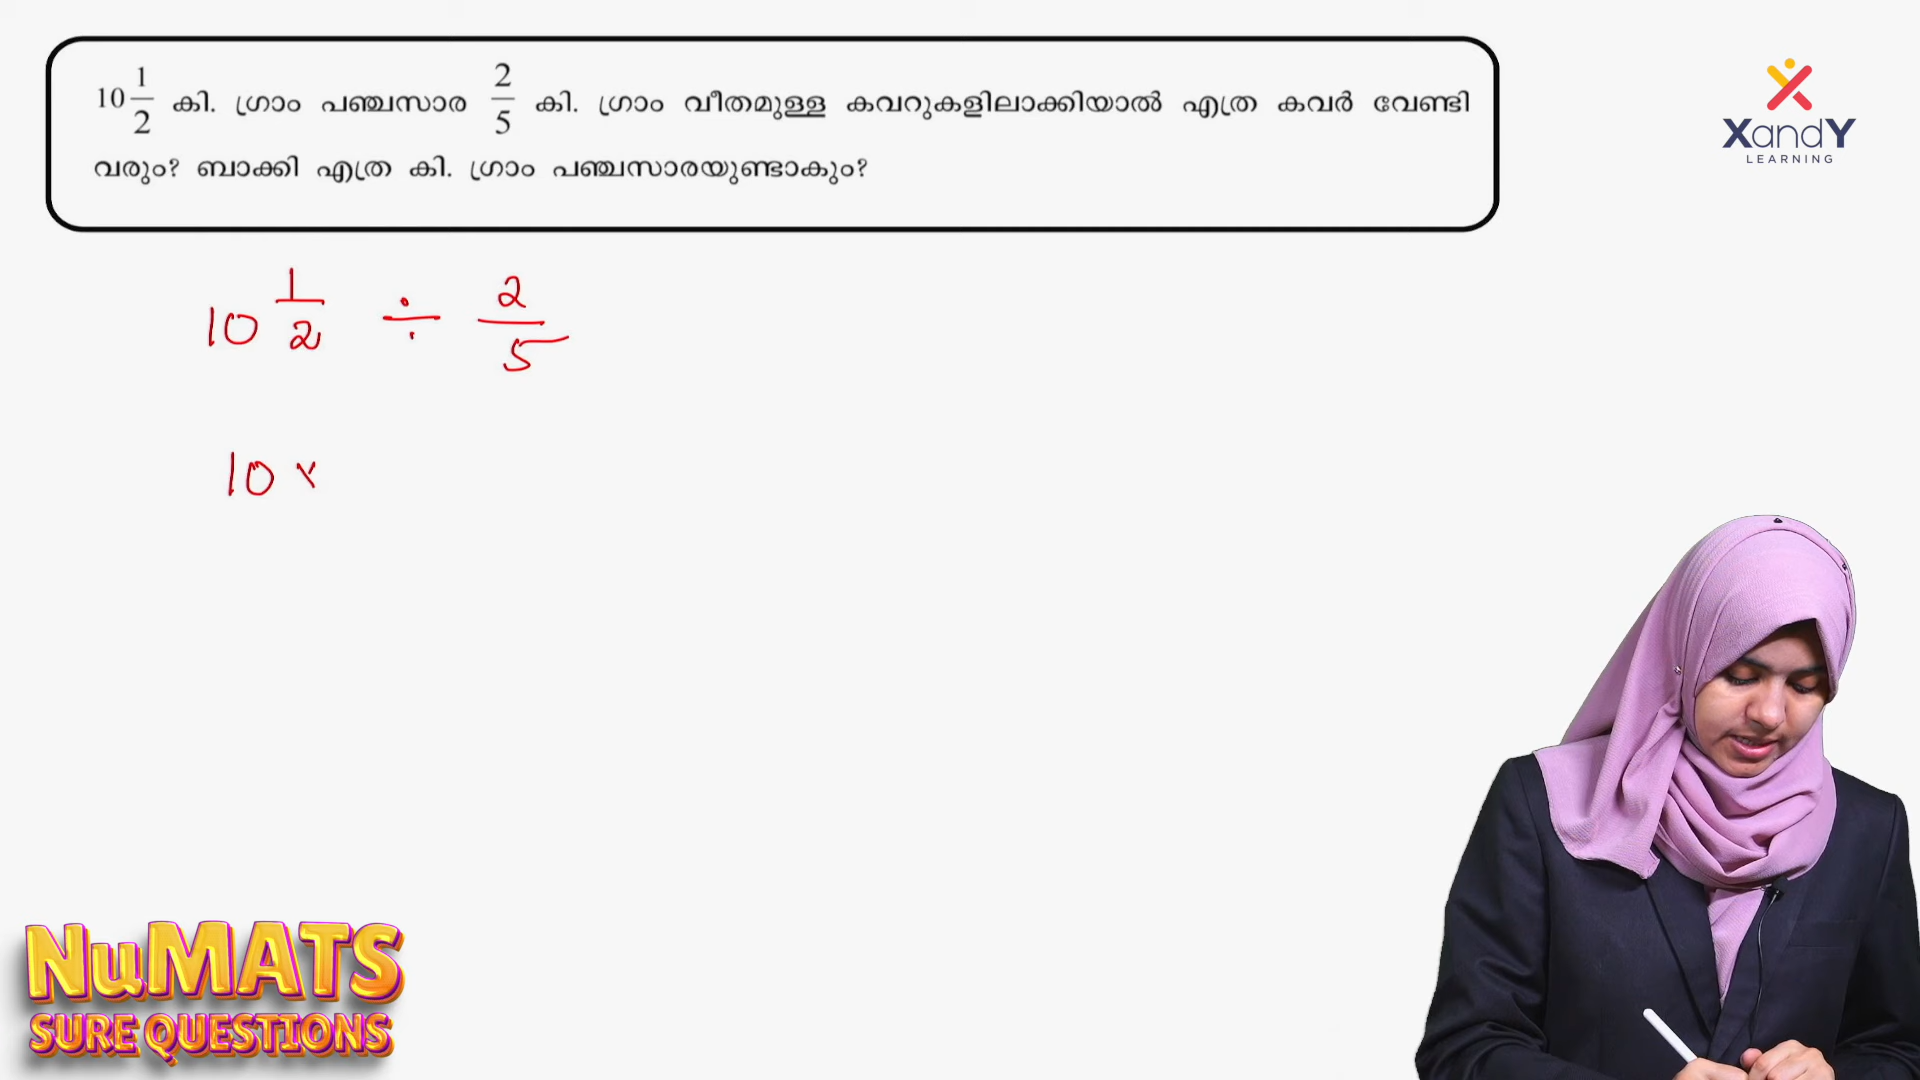 10 1/2 കി. ഗ്രാം പഞ്ചസാര 2/5 കി. ഗ്രാം വീതമുള്ള കവറുകളിലാക്കിയാൽ എത്ര കവർ വേണ്ടി
വരും? ബാക്കി എത്ര കി. ഗ്രാം പഞ്ചസാരയുണ്ടാകും?
XandY
LEARNING
10 1/2 ÷ 2/5
10 ×
NuMATS
SURE QUESTIONS